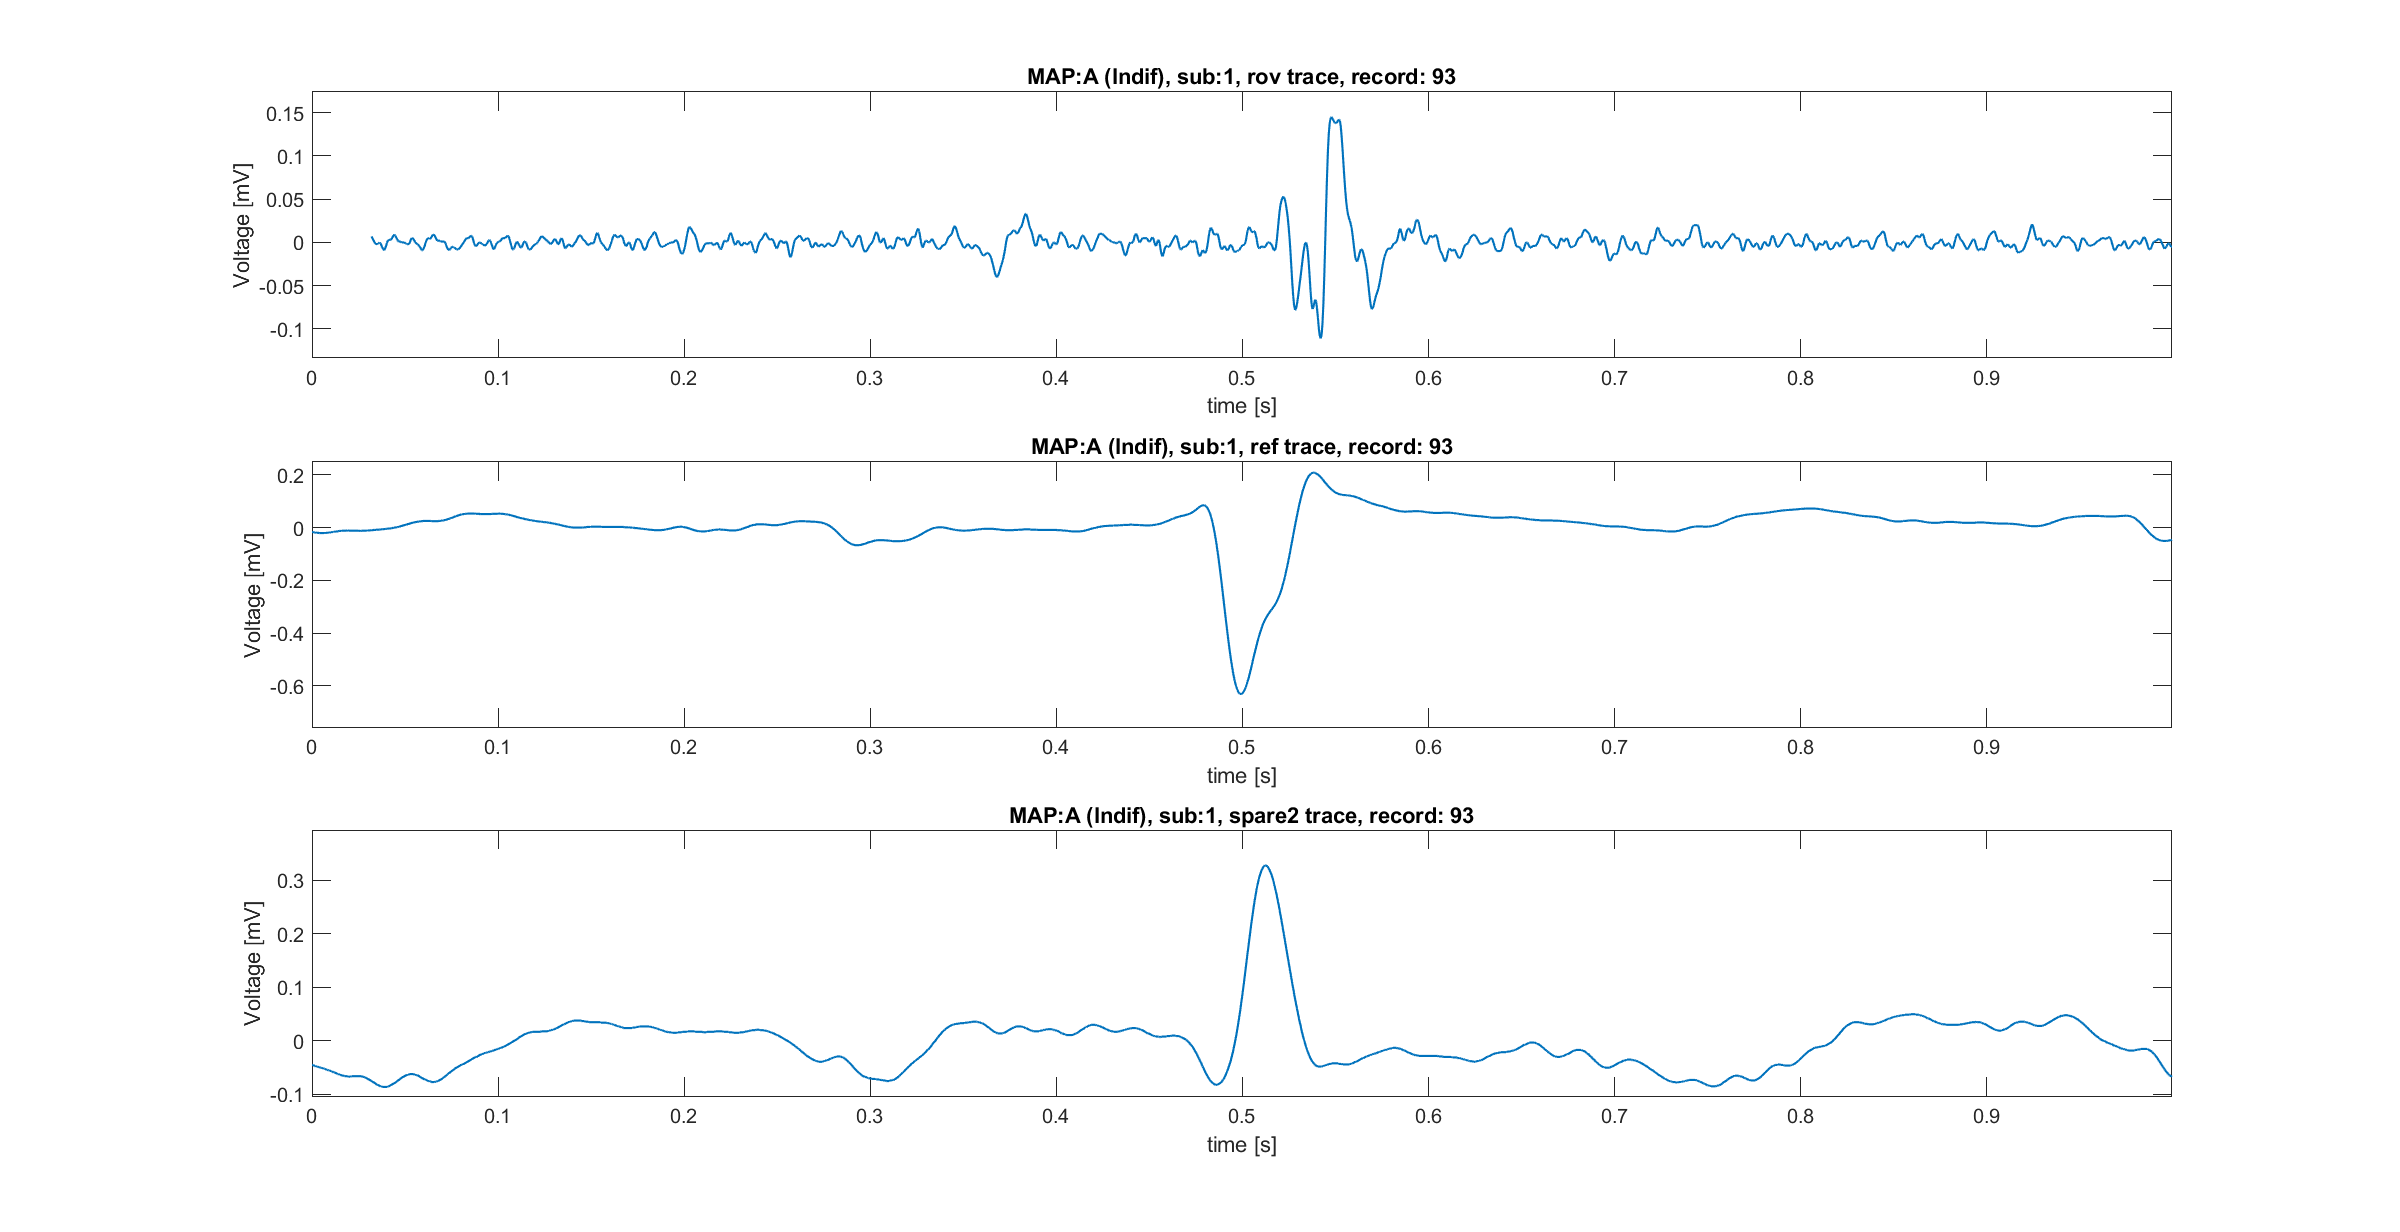 MAP:A (Indif), sub:1, rov trace, record: 93
Voltage [mV]
0.15
0.1
0.05
0
-0.05
-0.1
0 0.1 0.2 0.3 0.4 0.5 0.6 0.7 0.8 0.9
time [s]
MAP:A (Indif), sub:1, ref trace, record: 93
Voltage [mV]
0.2
0
-0.2
-0.4
-0.6
0 0.1 0.2 0.3 0.4 0.5 0.6 0.7 0.8 0.9
time [s]
MAP:A (Indif), sub:1, spare2 trace, record: 93
Voltage [mV]
0.3
0.2
0.1
0
-0.1
0 0.1 0.2 0.3 0.4 0.5 0.6 0.7 0.8 0.9
time [s]